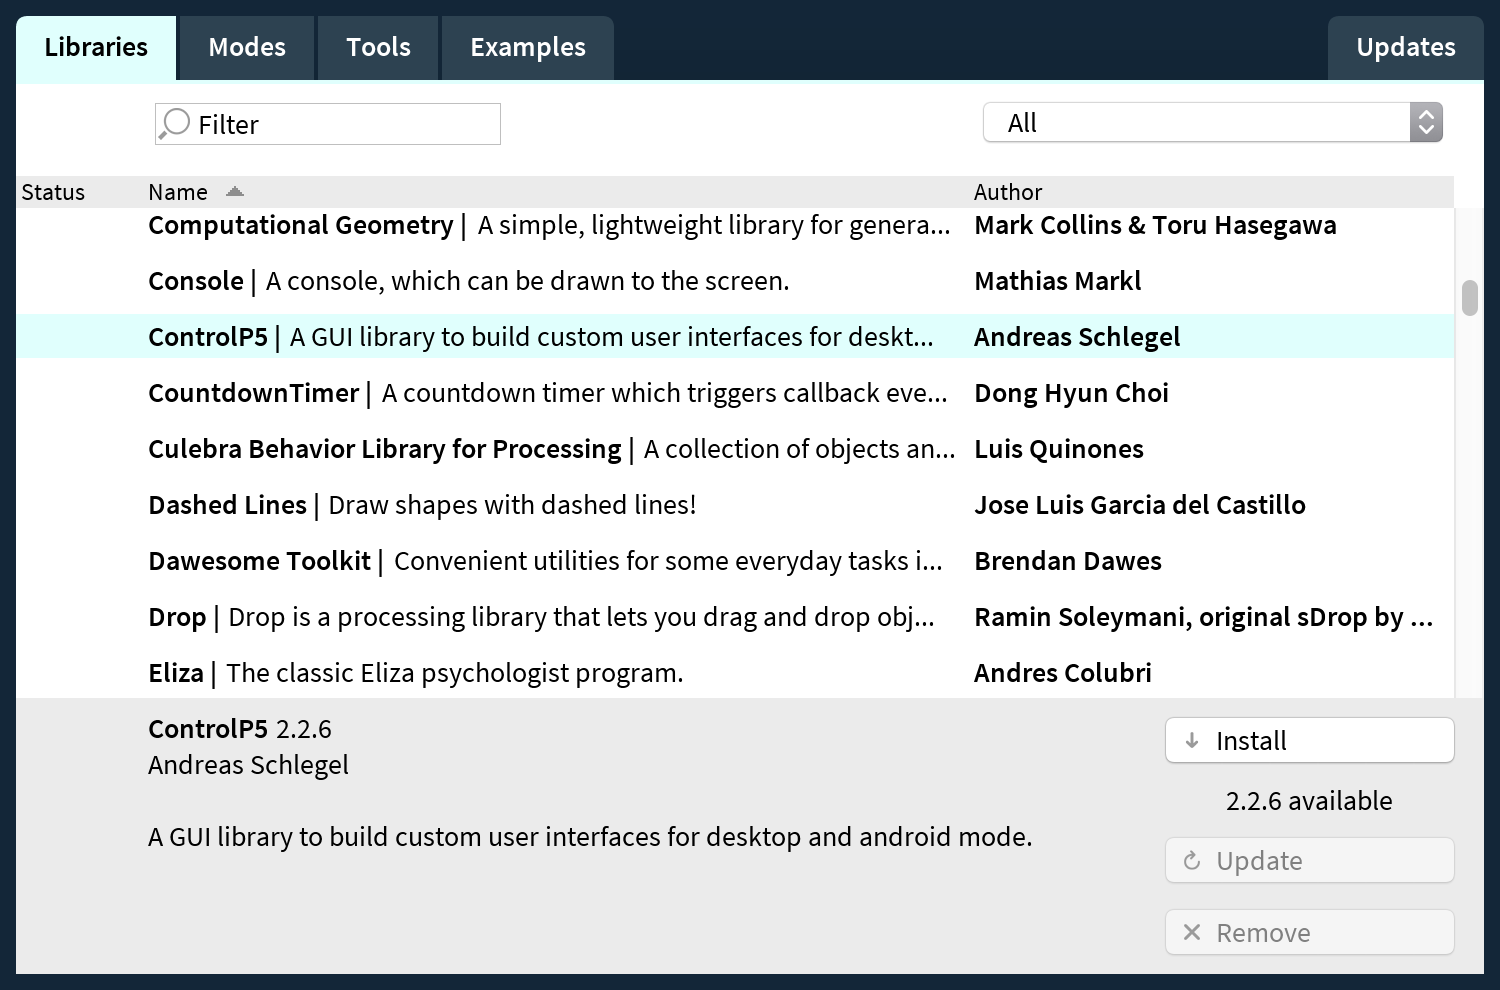 Libraries Modes Tools Examples Updates
Filter All
Status Name Author
Computational Geometry | A simple, lightweight library for genera... Mark Collins & Toru Hasegawa
Console | A console, which can be drawn to the screen. Mathias Markl
ControlP5 | A GUI library to build custom user interfaces for deskt... Andreas Schlegel
CountdownTimer | A countdown timer which triggers callback eve... Dong Hyun Choi
Culebra Behavior Library for Processing | A collection of objects an... Luis Quinones
Dashed Lines | Draw shapes with dashed lines! Jose Luis Garcia del Castillo
Dawesome Toolkit | Convenient utilities for some everyday tasks i... Brendan Dawes
Drop | Drop is a processing library that lets you drag and drop obj... Ramin Soleymani, original sDrop by ...
Eliza | The classic Eliza psychologist program. Andres Colubri
ControlP5 2.2.6
Andreas Schlegel
A GUI library to build custom user interfaces for desktop and android mode.
Install
2.2.6 available
Update
Remove